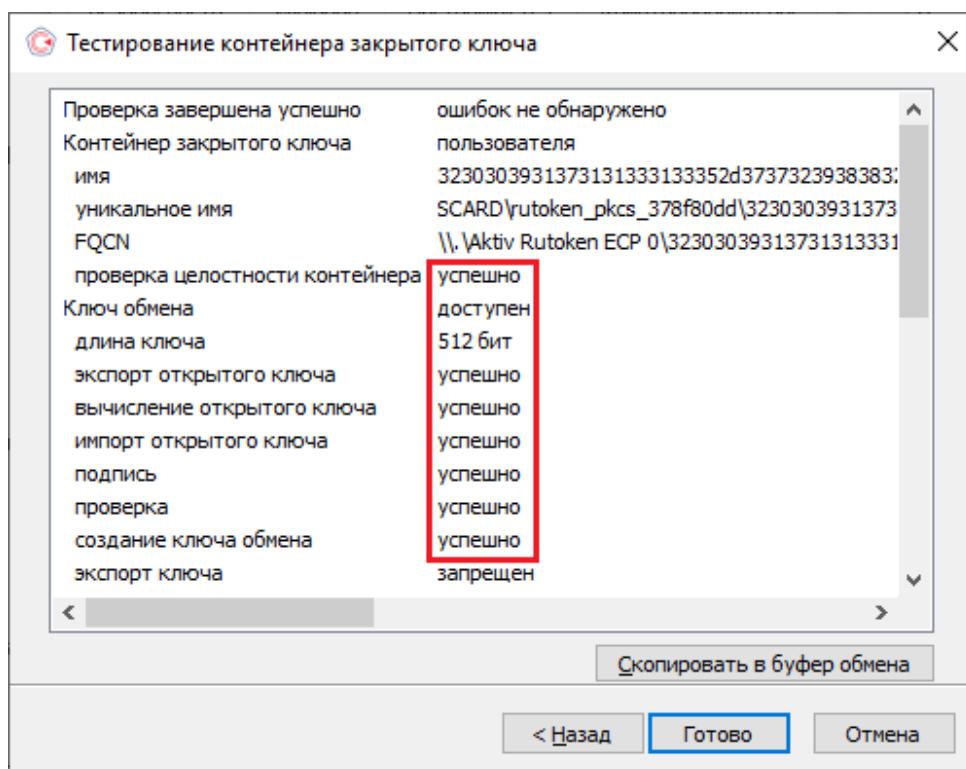 Тестирование контейнера закрытого ключа
Проверка завершена успешно ошибок не обнаружено
Контейнер закрытого ключа пользователя
имя 3230303931373131333133352d37373239383832
уникальное имя SCARD\rutoken_pkcs_378f80dd\3230303931373
FQCN \\.\Aktiv Rutoken ECP 0\32303039313731313331
проверка целостности контейнера успешно
Ключ обмена доступен
длина ключа 512 бит
экспорт открытого ключа успешно
вычисление открытого ключа успешно
импорт открытого ключа успешно
подпись успешно
проверка успешно
создание ключа обмена успешно
экспорт ключа запрещен
Скопировать в буфер обмена
< Назад Готово Отмена